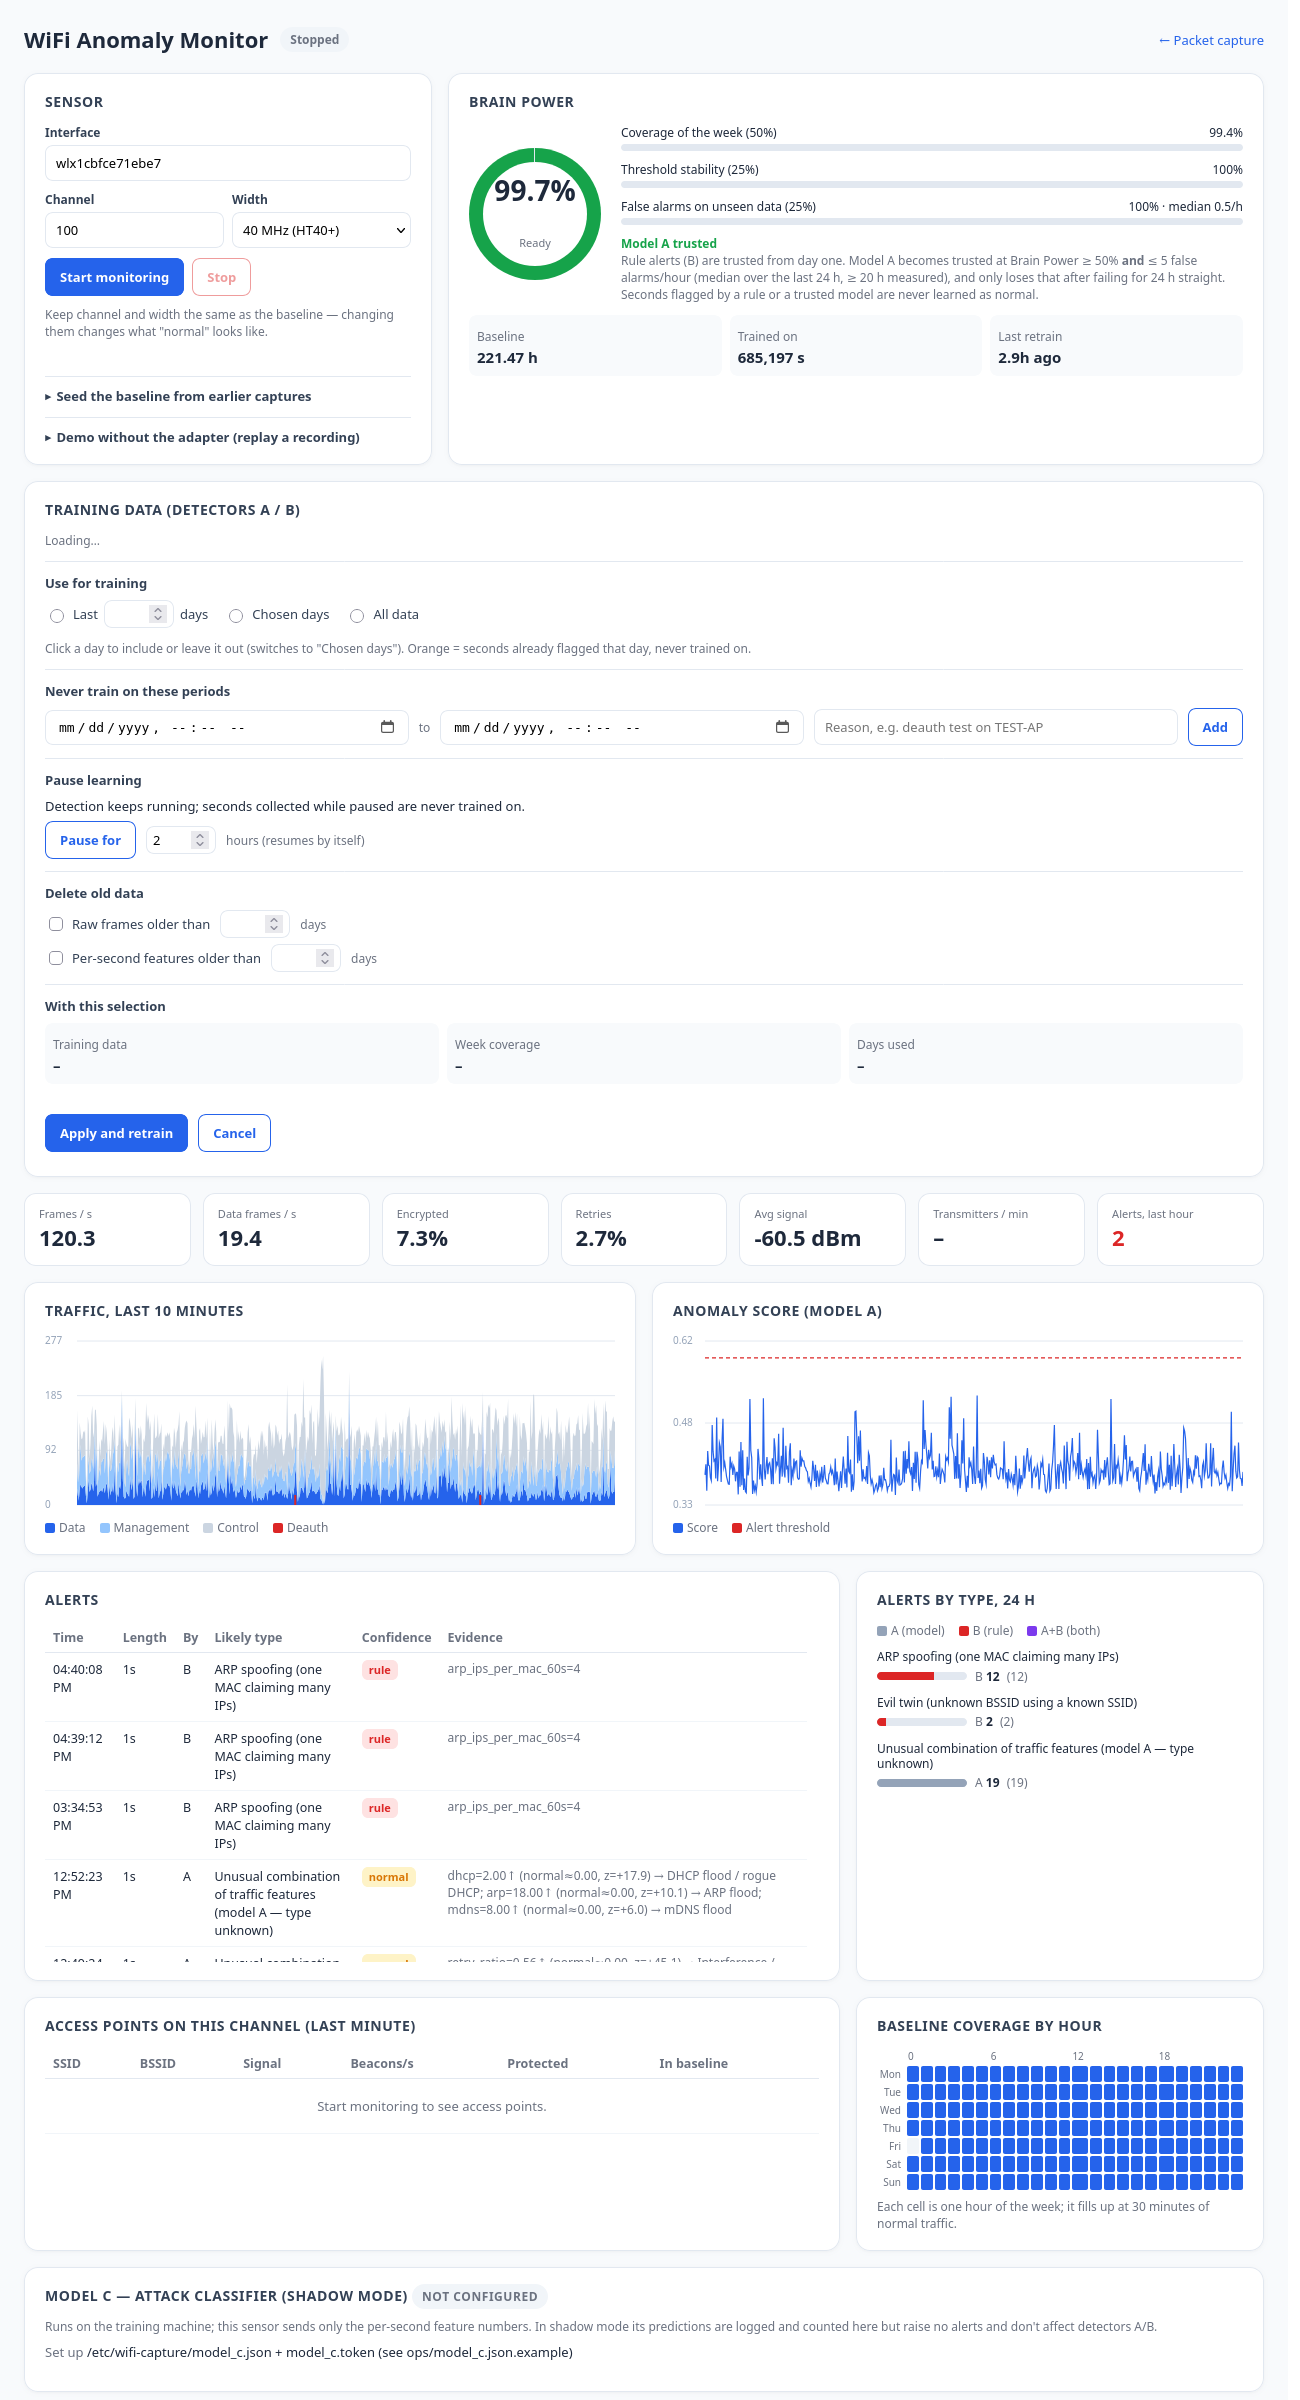 WiFi Anomaly Monitor Stopped ← Packet capture
SENSOR
Interface
wlx1cbfce71ebe7
Channel Width
100 40 MHz (HT40+)
Start monitoring Stop
Keep channel and width the same as the baseline — changing
them changes what "normal" looks like.
▸ Seed the baseline from earlier captures
▸ Demo without the adapter (replay a recording)
BRAIN POWER
99.7%
Ready
Coverage of the week (50%) 99.4%
Threshold stability (25%) 100%
False alarms on unseen data (25%) 100% · median 0.5/h
Model A trusted
Rule alerts (B) are trusted from day one. Model A becomes trusted at Brain Power ≥ 50% and ≤ 5 false
alarms/hour (median over the last 24 h, ≥ 20 h measured), and only loses that after failing for 24 h straight.
Seconds flagged by a rule or a trusted model are never learned as normal.
Baseline Trained on Last retrain
221.47 h 685,197 s 2.9h ago
TRAINING DATA (DETECTORS A / B)
Loading...
Use for training
Last days Chosen days All data
Click a day to include or leave it out (switches to "Chosen days"). Orange = seconds already flagged that day, never trained on.
Never train on these periods
mm/dd/yyyy, --:-- -- to mm/dd/yyyy, --:-- -- Reason, e.g. deauth test on TEST-AP Add
Pause learning
Detection keeps running; seconds collected while paused are never trained on.
Pause for 2 hours (resumes by itself)
Delete old data
Raw frames older than days
Per-second features older than days
With this selection
Training data Week coverage Days used
– – –
Apply and retrain Cancel
Frames / s Data frames / s Encrypted Retries Avg signal Transmitters / min Alerts, last hour
120.3 19.4 7.3% 2.7% -60.5 dBm – 2
TRAFFIC, LAST 10 MINUTES
277
185
92
0
Data Management Control Deauth
ANOMALY SCORE (MODEL A)
0.62
0.48
0.33
Score Alert threshold
ALERTS
Time Length By Likely type Confidence Evidence
04:40:08 1s B ARP spoofing (one rule arp_ips_per_mac_60s=4
PM MAC claiming many
IPs)
04:39:12 1s B ARP spoofing (one rule arp_ips_per_mac_60s=4
PM MAC claiming many
IPs)
03:34:53 1s B ARP spoofing (one rule arp_ips_per_mac_60s=4
PM MAC claiming many
IPs)
12:52:23 1s A Unusual combination normal dhcp=2.00↑ (normal≈0.00, z=+17.9) → DHCP flood / rogue
PM of traffic features DHCP; arp=18.00↑ (normal≈0.00, z=+10.1) → ARP flood;
(model A — type mdns=8.00↑ (normal≈0.00, z=+6.0) → mDNS flood
unknown)
ALERTS BY TYPE, 24 H
A (model) B (rule) A+B (both)
ARP spoofing (one MAC claiming many IPs)
B 12 (12)
Evil twin (unknown BSSID using a known SSID)
B 2 (2)
Unusual combination of traffic features (model A — type
unknown)
A 19 (19)
ACCESS POINTS ON THIS CHANNEL (LAST MINUTE)
SSID BSSID Signal Beacons/s Protected In baseline
Start monitoring to see access points.
BASELINE COVERAGE BY HOUR
0 6 12 18
Mon
Tue
Wed
Thu
Fri
Sat
Sun
Each cell is one hour of the week; it fills up at 30 minutes of
normal traffic.
MODEL C — ATTACK CLASSIFIER (SHADOW MODE) NOT CONFIGURED
Runs on the training machine; this sensor sends only the per-second feature numbers. In shadow mode its predictions are logged and counted here but raise no alerts and don't affect detectors A/B.
Set up /etc/wifi-capture/model_c.json + model_c.token (see ops/model_c.json.example)